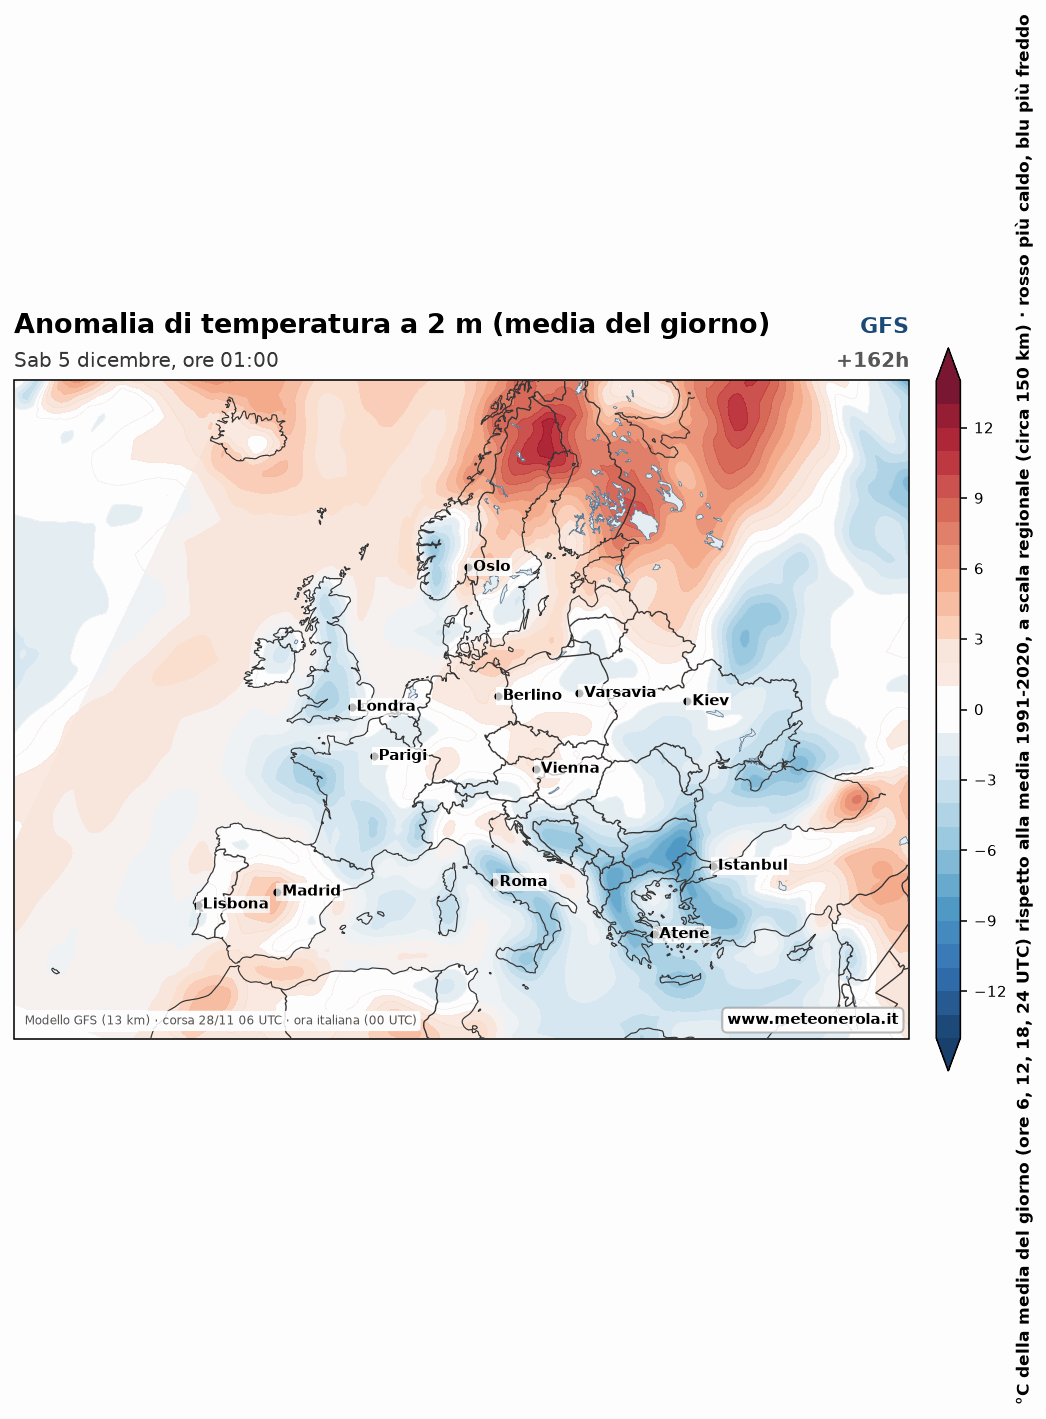 Anomalia di temperatura a 2 m (media del giorno)
GFS
Sab 5 dicembre, ore 01:00
+162h
Oslo
Londra
Berlino
Varsavia
Kiev
Parigi
Vienna
Istanbul
Roma
Madrid
Lisbona
Atene
Modello GFS (13 km) · corsa 28/11 06 UTC · ora italiana (00 UTC)
www.meteonerola.it
12
9
6
3
0
−3
−6
−9
−12
°C della media del giorno (ore 6, 12, 18, 24 UTC) rispetto alla media 1991-2020, a scala regionale (circa 150 km) · rosso più caldo, blu più freddo